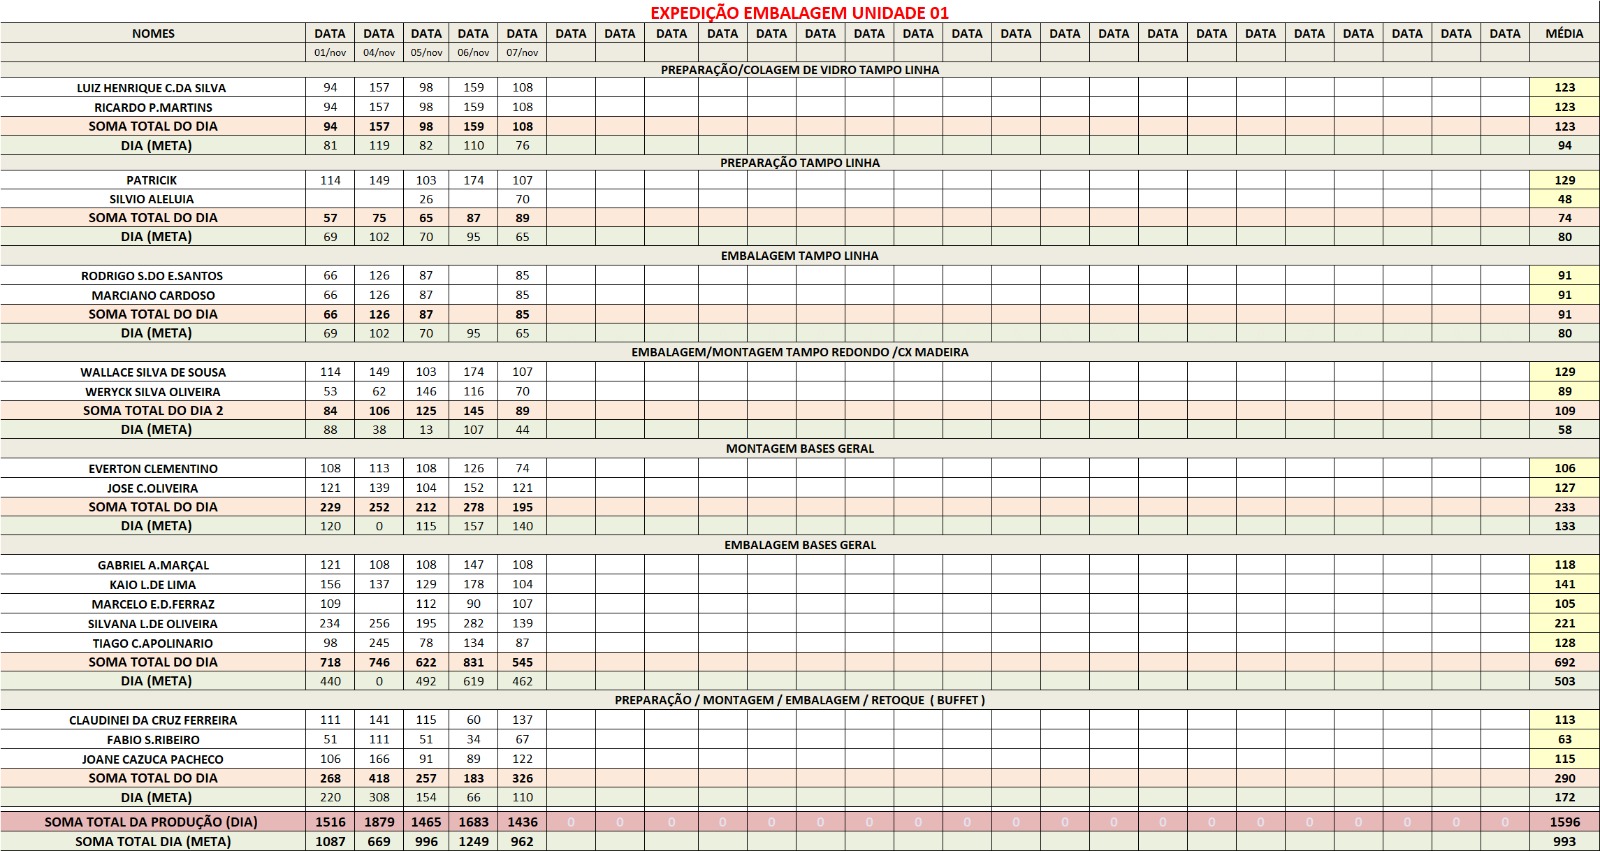 EXPEDIÇÃO EMBALAGEM UNIDADE 01
NOMES DATA DATA DATA DATA DATA DATA DATA DATA DATA DATA DATA DATA DATA DATA DATA DATA DATA DATA DATA DATA DATA DATA DATA DATA DATA MÉDIA
01/nov 04/nov 05/nov 06/nov 07/nov
PREPARAÇÃO/COLAGEM DE VIDRO TAMPO LINHA
LUIZ HENRIQUE C.DA SILVA 94 157 98 159 108 123
RICARDO P.MARTINS 94 157 98 159 108 123
SOMA TOTAL DO DIA 94 157 98 159 108 123
DIA (META) 81 119 82 110 76 94
PREPARAÇÃO TAMPO LINHA
PATRICIK 114 149 103 174 107 129
SILVIO ALELUIA 26 70 48
SOMA TOTAL DO DIA 57 75 65 87 89 74
DIA (META) 69 102 70 95 65 80
EMBALAGEM TAMPO LINHA
RODRIGO S.DO E.SANTOS 66 126 87 85 91
MARCIANO CARDOSO 66 126 87 85 91
SOMA TOTAL DO DIA 66 126 87 85 91
DIA (META) 69 102 70 95 65 80
EMBALAGEM/MONTAGEM TAMPO REDONDO /CX MADEIRA
WALLACE SILVA DE SOUSA 114 149 103 174 107 129
WERYCK SILVA OLIVEIRA 53 62 146 116 70 89
SOMA TOTAL DO DIA 2 84 106 125 145 89 109
DIA (META) 88 38 13 107 44 58
MONTAGEM BASES GERAL
EVERTON CLEMENTINO 108 113 108 126 74 106
JOSE C.OLIVEIRA 121 139 104 152 121 127
SOMA TOTAL DO DIA 229 252 212 278 195 233
DIA (META) 120 0 115 157 140 133
EMBALAGEM BASES GERAL
GABRIEL A.MARÇAL 121 108 108 147 108 118
KAIO L.DE LIMA 156 137 129 178 104 141
MARCELO E.D.FERRAZ 109 112 90 107 105
SILVANA L.DE OLIVEIRA 234 256 195 282 139 221
TIAGO C.APOLINARIO 98 245 78 134 87 128
SOMA TOTAL DO DIA 718 746 622 831 545 692
DIA (META) 440 0 492 619 462 503
PREPARAÇÃO / MONTAGEM / EMBALAGEM / RETOQUE ( BUFFET )
CLAUDINEI DA CRUZ FERREIRA 111 141 115 60 137 113
FABIO S.RIBEIRO 51 111 51 34 67 63
JOANE CAZUCA PACHECO 106 166 91 89 122 115
SOMA TOTAL DO DIA 268 418 257 183 326 290
DIA (META) 220 308 154 66 110 172
SOMA TOTAL DA PRODUÇÃO (DIA) 1516 1879 1465 1683 1436 0 0 0 0 0 0 0 0 0 0 0 0 0 0 0 0 0 0 0 0 1596
SOMA TOTAL DIA (META) 1087 669 996 1249 962 993